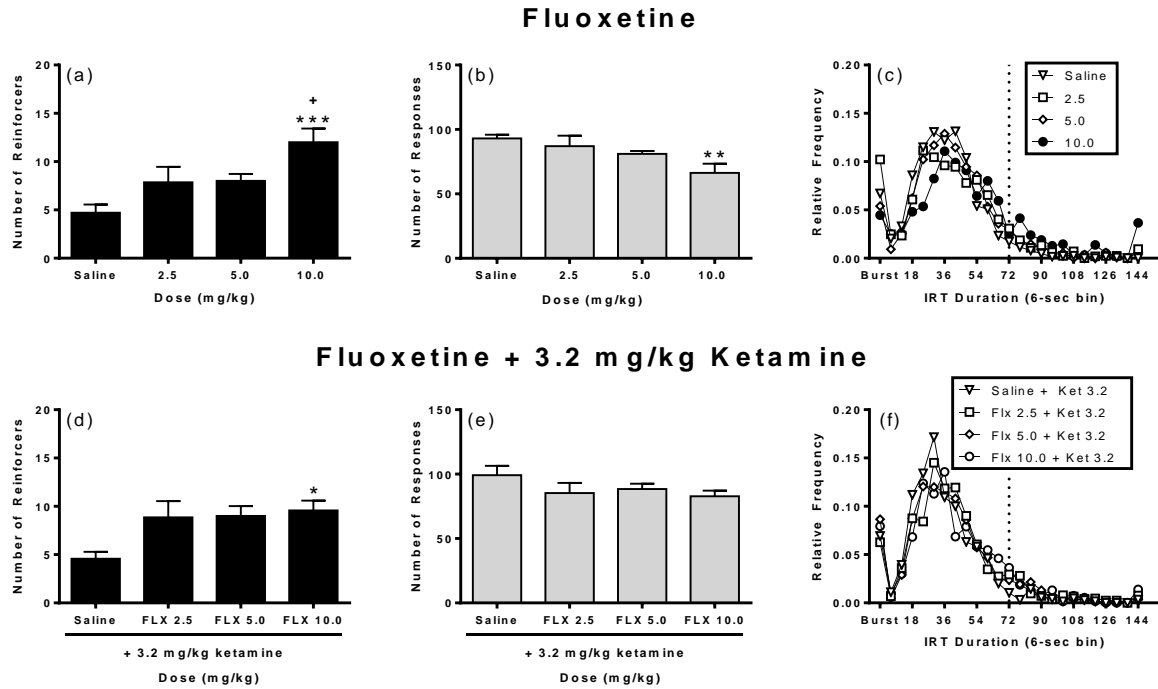 Fluoxetine
(a)
Number of Reinforcers
20
15
10
5
0
+
***
Saline 2.5 5.0 10.0
Dose (mg/kg)
(b)
Number of Responses
150
100
50
0
**
Saline 2.5 5.0 10.0
Dose (mg/kg)
(c)
Relative Frequency
0.20
0.15
0.10
0.05
0.00
Saline
2.5
5.0
10.0
Burst 18 36 54 72 90 108 126 144
IRT Duration (6-sec bin)
Fluoxetine + 3.2 mg/kg Ketamine
(d)
Number of Reinforcers
20
15
10
5
0
*
Saline FLX 2.5 FLX 5.0 FLX 10.0
+ 3.2 mg/kg ketamine
Dose (mg/kg)
(e)
Number of Responses
150
100
50
0
Saline FLX 2.5 FLX 5.0 FLX 10.0
+ 3.2 mg/kg ketamine
Dose (mg/kg)
(f)
Relative Frequency
0.20
0.15
0.10
0.05
0.00
Saline + Ket 3.2
Flx 2.5 + Ket 3.2
Flx 5.0 + Ket 3.2
Flx 10.0 + Ket 3.2
Burst 18 36 54 72 90 108 126 144
IRT Duration (6-sec bin)